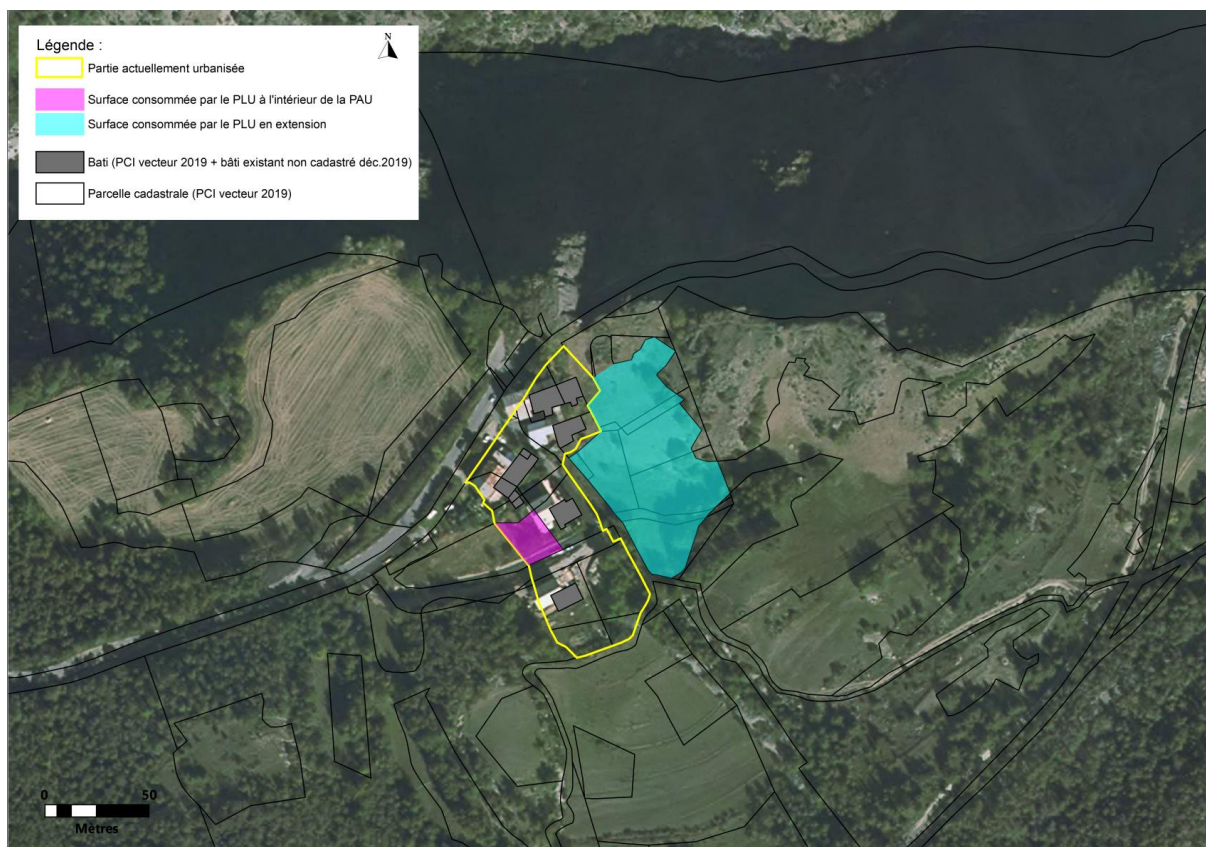 Légende :
N
Partie actuellement urbanisée
Surface consommée par le PLU à l'intérieur de la PAU
Surface consommée par le PLU en extension
Bati (PCI vecteur 2019 + bâti existant non cadastré déc.2019)
Parcelle cadastrale (PCI vecteur 2019)
0 50
Mètres